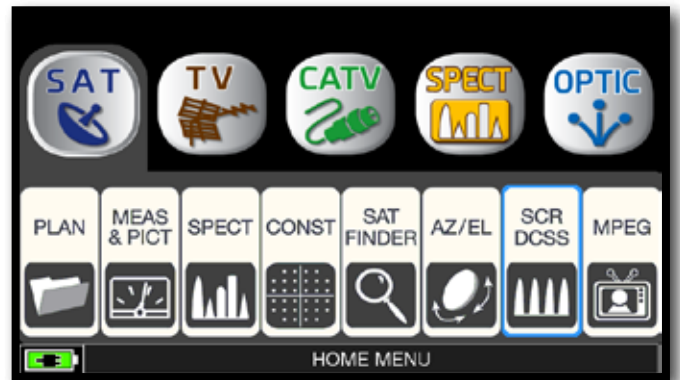 SAT TV CATV SPECT OPTIC
PLAN
MEAS
& PICT
SPECT
CONST
SAT
FINDER
AZ/EL
SCR
DCSS
MPEG
HOME MENU